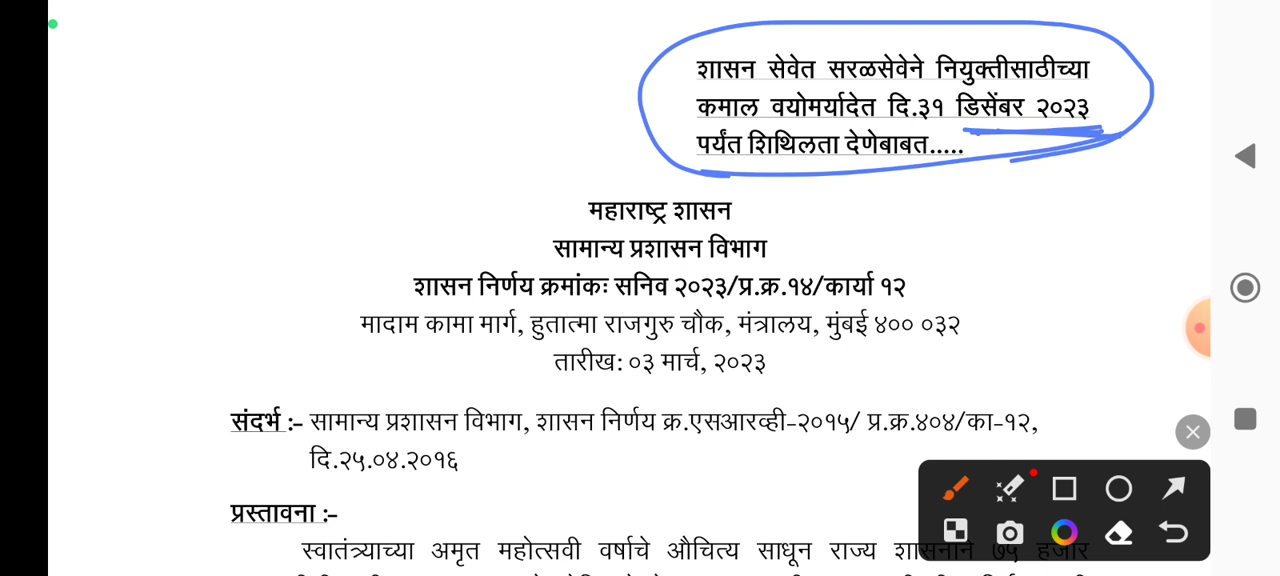 शासन सेवेत सरळसेवेने नियुक्तीसाठीच्या
कमाल वयोमर्यादेत दि.३१ डिसेंबर २०२३
पर्यंत शिथिलता देणेबाबत.....
महाराष्ट्र शासन
सामान्य प्रशासन विभाग
शासन निर्णय क्रमांकः सनिव २०२३/प्र.क्र.१४/कार्या १२
मादाम कामा मार्ग, हुतात्मा राजगुरु चौक, मंत्रालय, मुंबई ४०० ०३२
तारीख: ०३ मार्च, २०२३
संदर्भ :- सामान्य प्रशासन विभाग, शासन निर्णय क्र.एसआरव्ही-२०१५/ प्र.क्र.४०४/का-१२,
दि.२५.०४.२०१६
प्रस्तावना :-
स्वातंत्र्याच्या अमृत महोत्सवी वर्षाचे औचित्य साधून राज्य शासनाने ७५ हजार